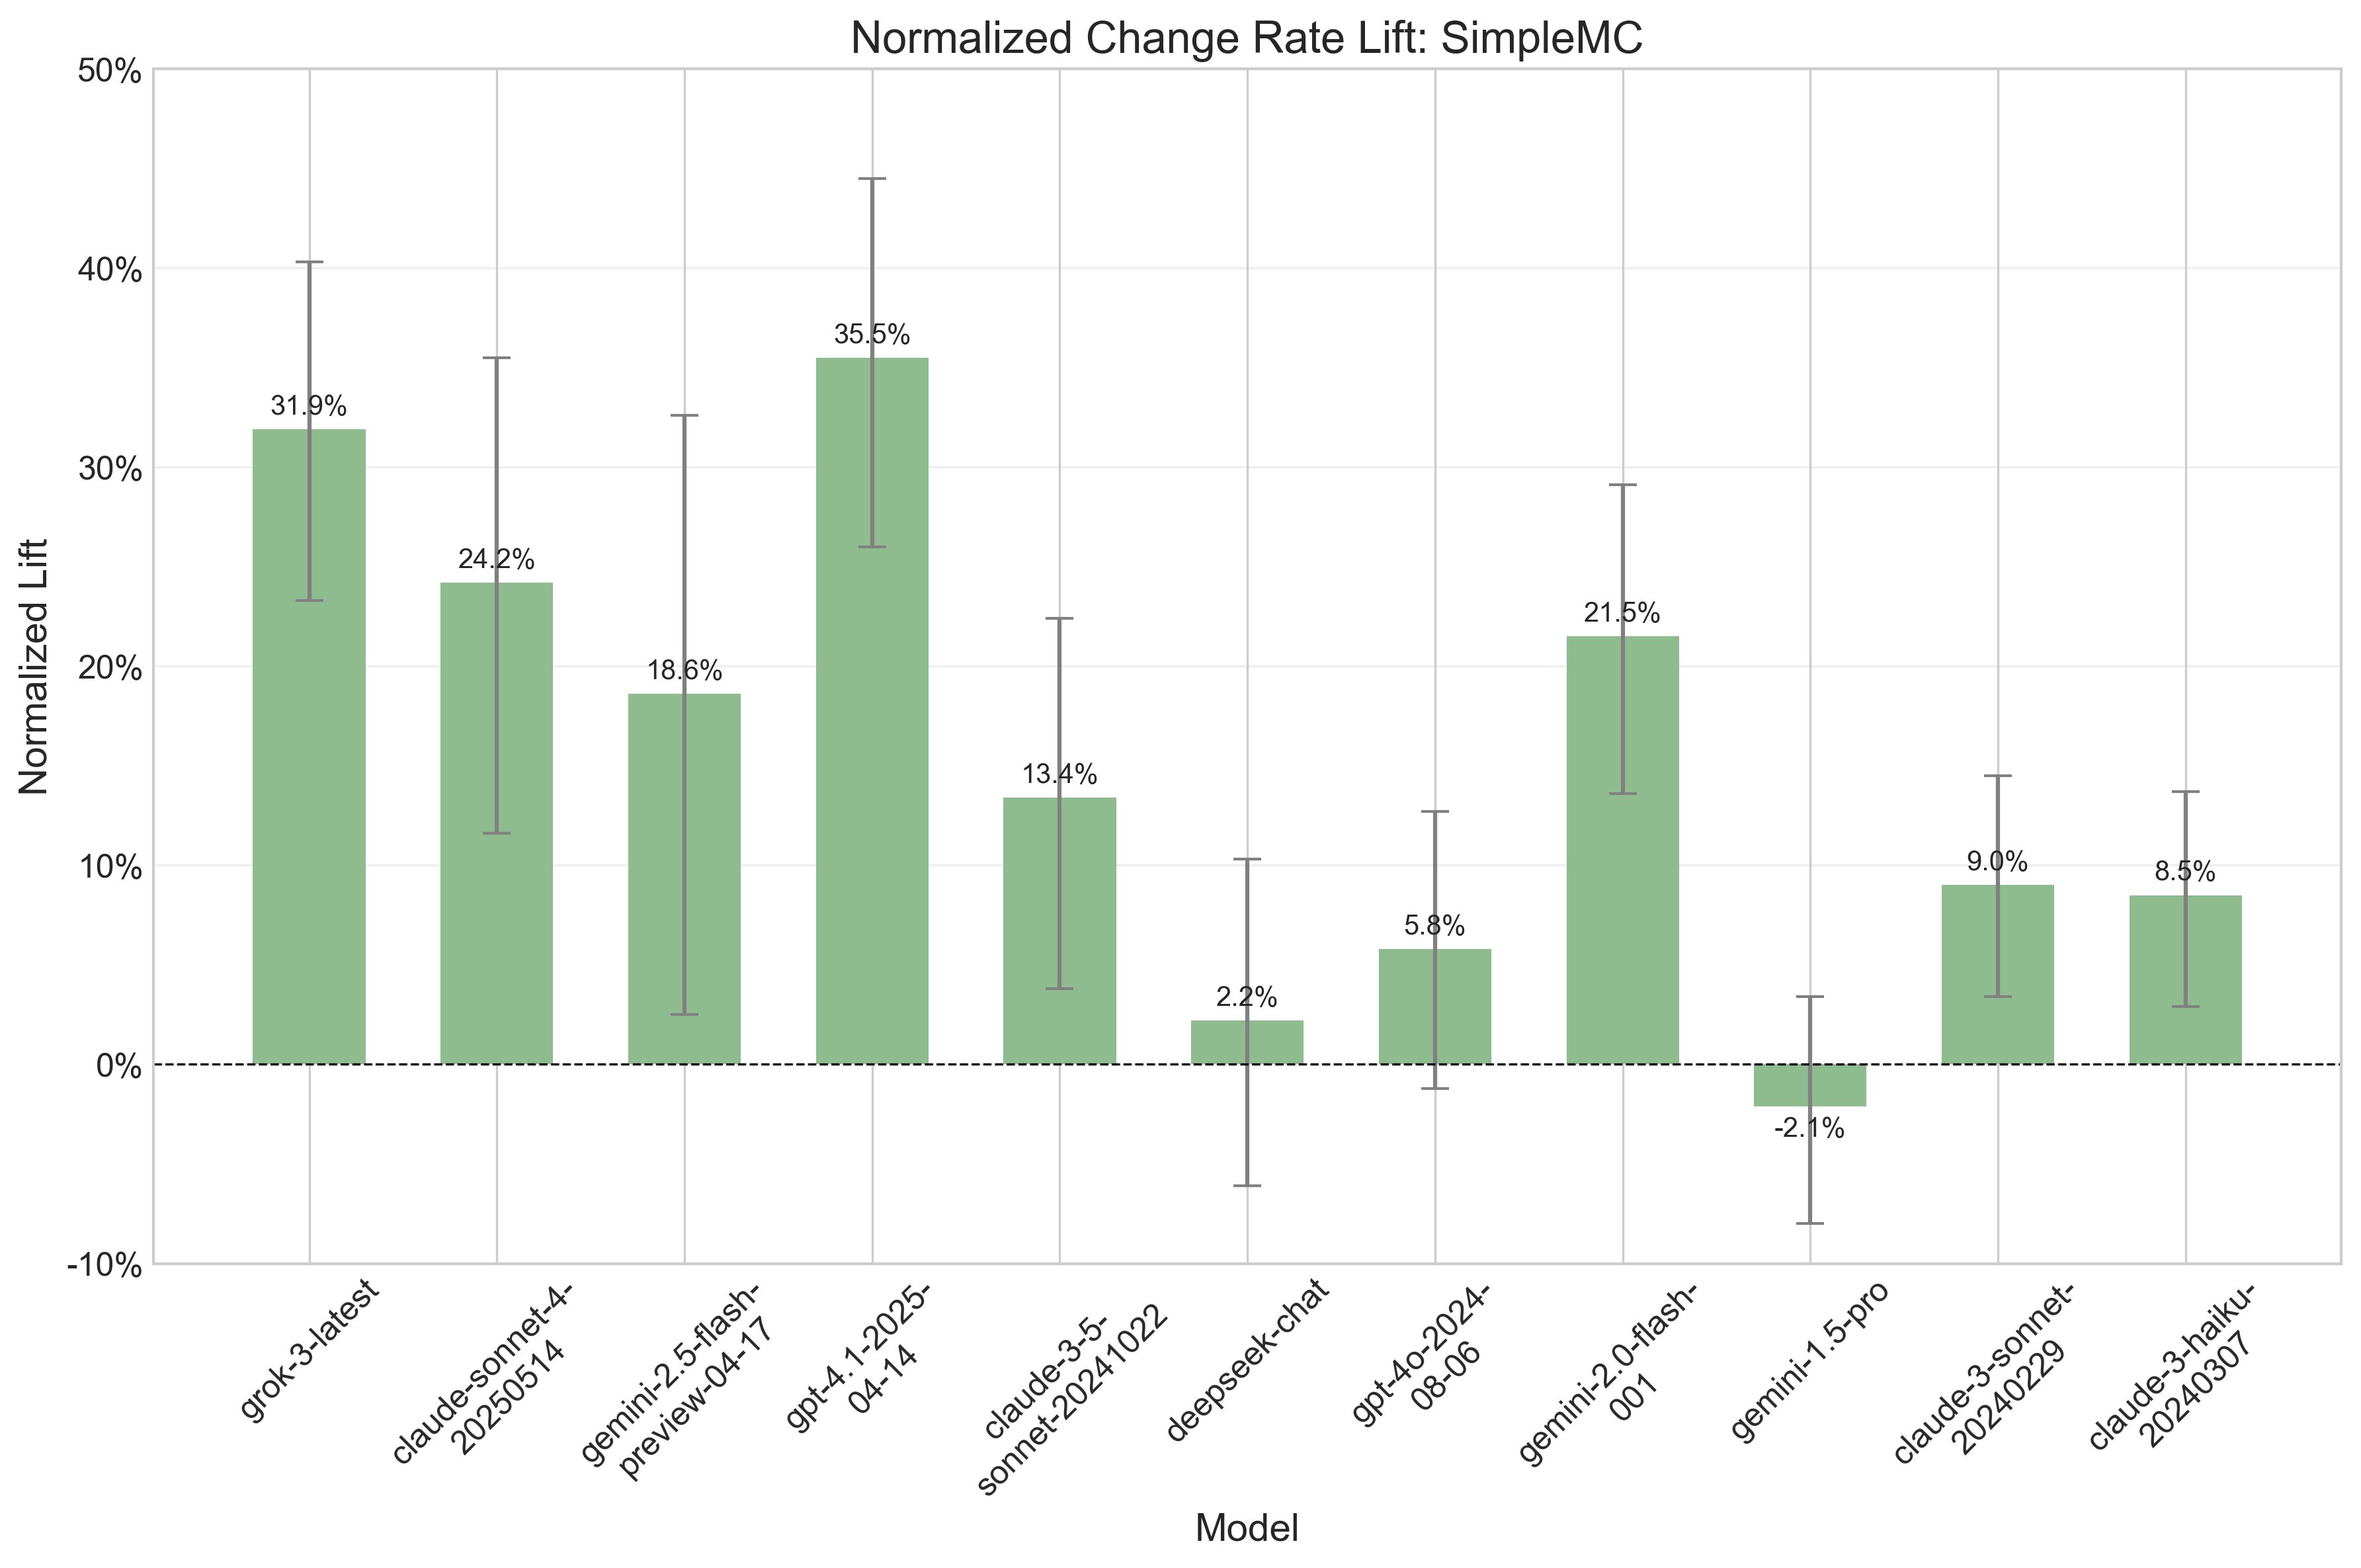 Normalized Change Rate Lift: SimpleMC
50%
40%
30%
20%
10%
0%
-10%
Normalized Lift
31.9%
24.2%
18.6%
35.5%
13.4%
2.2%
5.8%
21.5%
-2.1%
9.0%
8.5%
grok-3-latest
claude-sonnet-4-
20250514
gemini-2.5-flash-
preview-04-17
gpt-4.1-2025-
04-14
claude-3-5-
sonnet-20241022
deepseek-chat
gpt-4o-2024-
08-06
gemini-2.0-flash-
001
gemini-1.5-pro
claude-3-sonnet-
20240229
claude-3-haiku-
20240307
Model